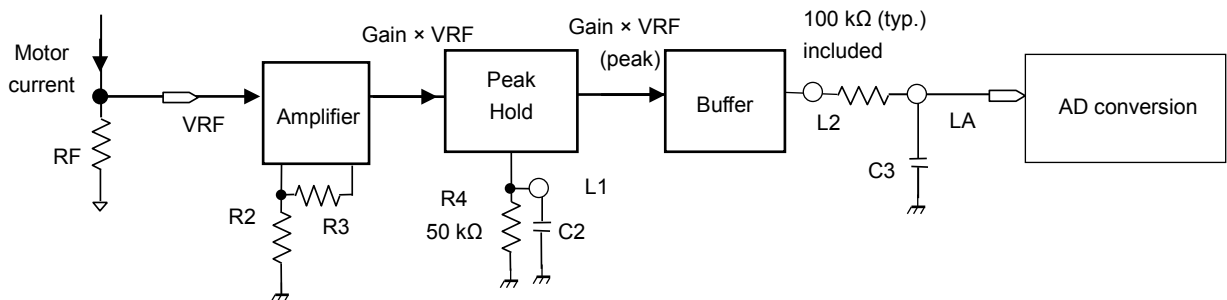 Motor
current
RF
VRF
Amplifier
R2
R3
Gain × VRF
Peak
Hold
R4
50 kΩ
L1
C2
Gain × VRF
(peak)
Buffer
100 kΩ (typ.)
included
L2
C3
LA
AD conversion